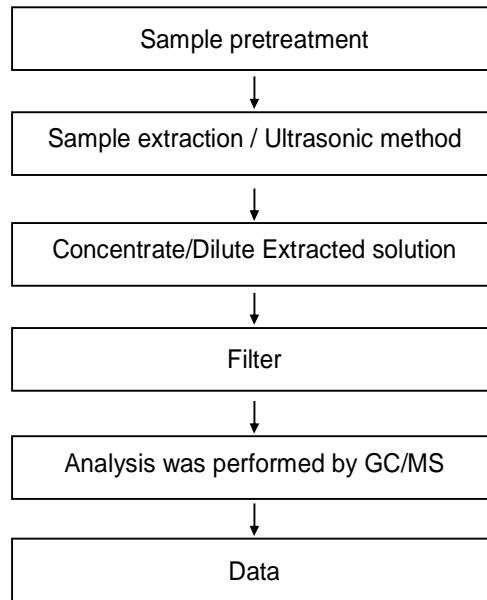 Sample pretreatment
Sample extraction / Ultrasonic method
Concentrate/Dilute Extracted solution
Filter
Analysis was performed by GC/MS
Data